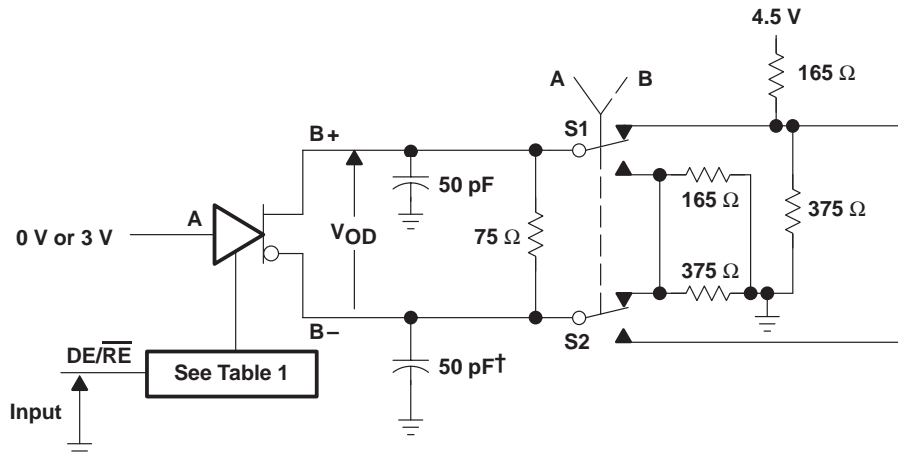 4.5 V
165 Ω
A
B
S1
B+
50 pF
165 Ω
375 Ω
A
0 V or 3 V
VOD
75 Ω
375 Ω
B−
S2
DE/RE
See Table 1
50 pF†
Input